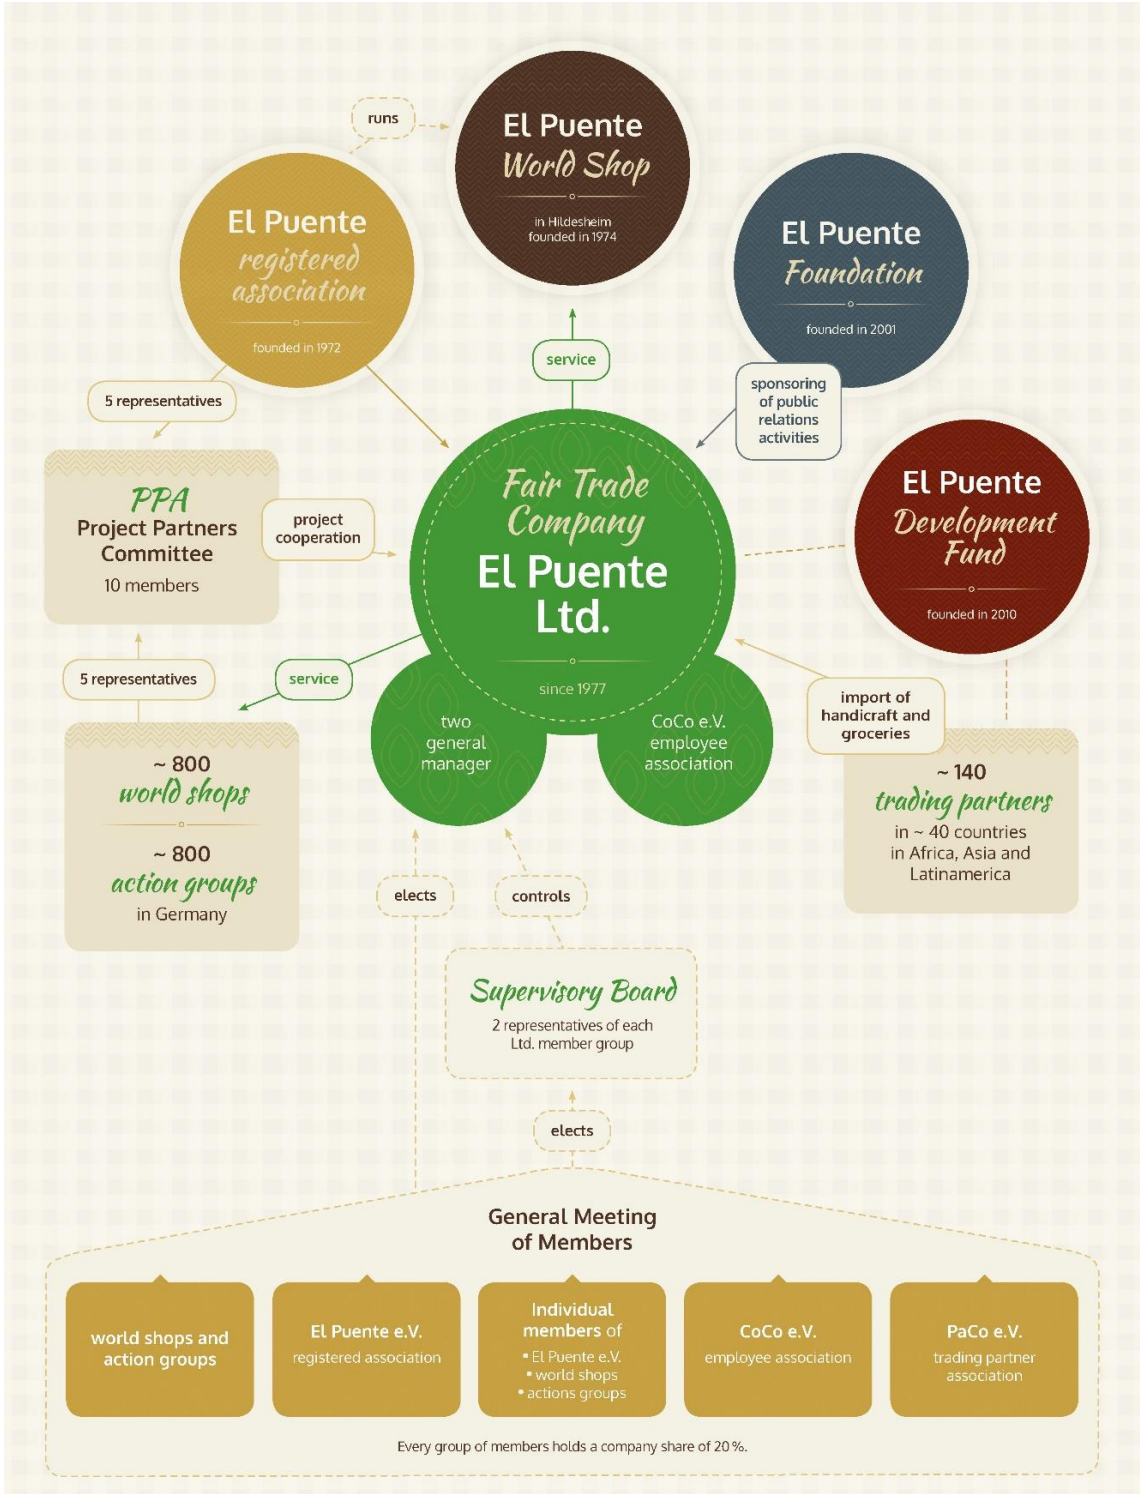 runs
El Puente
World Shop
in Hildesheim
founded in 1974
El Puente
registered
association
founded in 1972
El Puente
Foundation
founded in 2001
service
sponsoring
of public
relations
activities
5 representatives
PPA
Project Partners
Committee
10 members
project
cooperation
Fair Trade
Company
El Puente
Ltd.
since 1977
El Puente
Development
Fund
founded in 2010
5 representatives
service
two
general
manager
CoCo e.V.
employee
association
import of
handicraft and
groceries
~ 800
world shops
~ 800
action groups
in Germany
~ 140
trading partners
in ~ 40 countries
in Africa, Asia and
Latinamerica
elects
controls
Supervisory Board
2 representatives of each
Ltd. member group
elects
General Meeting
of Members
world shops and
action groups
El Puente e.V.
registered association
Individual
members of
• El Puente e.V.
• world shops
• actions groups
CoCo e.V.
employee association
PaCo e.V.
trading partner
association
Every group of members holds a company share of 20 %.